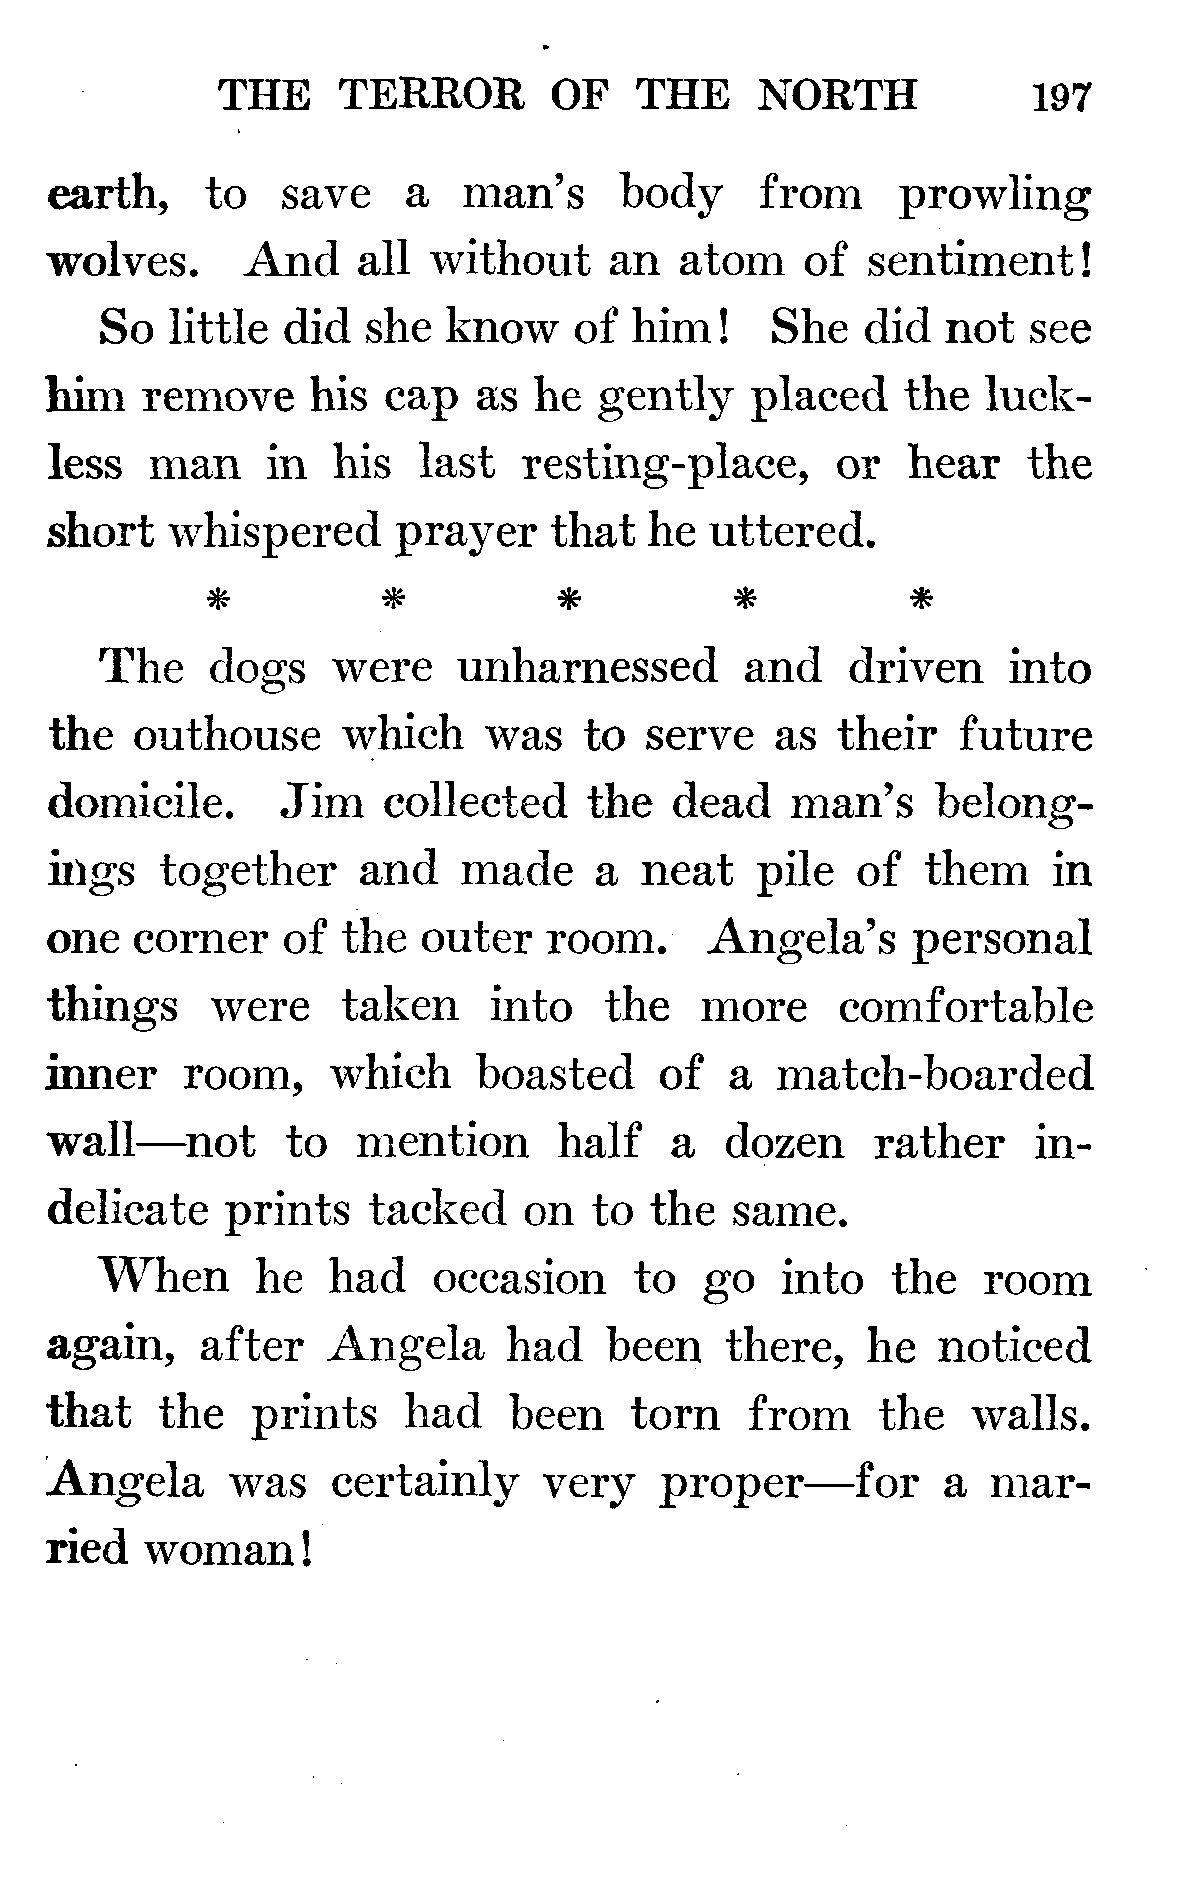 THE TERROR OF THE NORTH 197
earth, to save a man's body from prowling
wolves. And all without an atom of sentiment!
So little did she know of him! She did not see
him remove his cap as he gently placed the luck-
less man in his last resting-place, or hear the
short whispered prayer that he uttered.
* * * * *
The dogs were unharnessed and driven into
the outhouse which was to serve as their future
domicile. Jim collected the dead man's belong-
ings together and made a neat pile of them in
one corner of the outer room. Angela's personal
things were taken into the more comfortable
inner room, which boasted of a match-boarded
wall—not to mention half a dozen rather in-
delicate prints tacked on to the same.
When he had occasion to go into the room
again, after Angela had been there, he noticed
that the prints had been torn from the walls.
Angela was certainly very proper—for a mar-
ried woman!